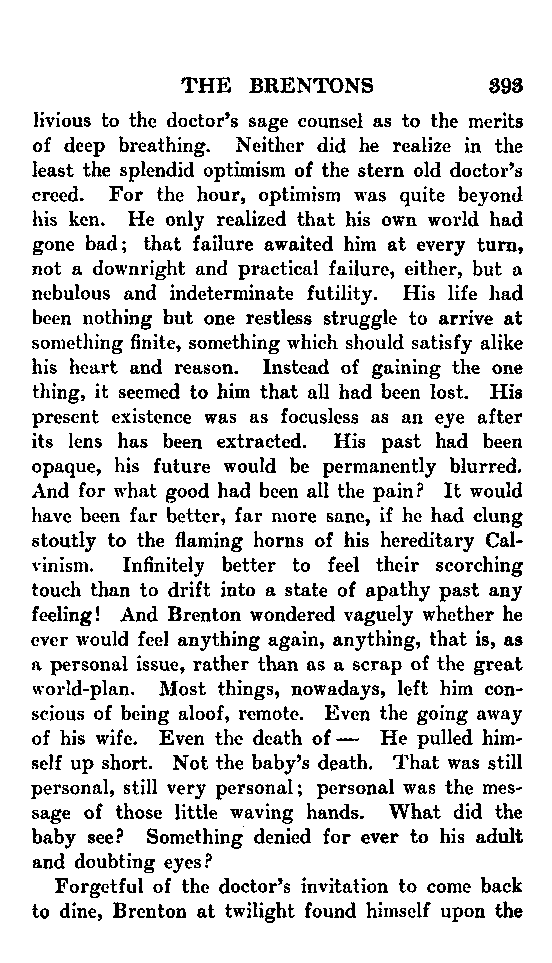 THE BRENTONS 393
livious to the doctor's sage counsel as to the merits
of deep breathing. Neither did he realize in the
least the splendid optimism of the stern old doctor's
creed. For the hour, optimism was quite beyond
his ken. He only realized that his own world had
gone bad; that failure awaited him at every turn,
not a downright and practical failure, either, but a
nebulous and indeterminate futility. His life had
been nothing but one restless struggle to arrive at
something finite, something which should satisfy alike
his heart and reason. Instead of gaining the one
thing, it seemed to him that all had been lost. His
present existence was as focusless as an eye after
its lens has been extracted. His past had been
opaque, his future would be permanently blurred.
And for what good had been all the pain? It would
have been far better, far more sane, if he had clung
stoutly to the flaming horns of his hereditary Cal-
vinism. Infinitely better to feel their scorching
touch than to drift into a state of apathy past any
feeling! And Brenton wondered vaguely whether he
ever would feel anything again, anything, that is, as
a personal issue, rather than as a scrap of the great
world-plan. Most things, nowadays, left him con-
scious of being aloof, remote. Even the going away
of his wife. Even the death of — He pulled him-
self up short. Not the baby's death. That was still
personal, still very personal; personal was the mes-
sage of those little waving hands. What did the
baby see? Something denied for ever to his adult
and doubting eyes?
Forgetful of the doctor's invitation to come back
to dine, Brenton at twilight found himself upon the